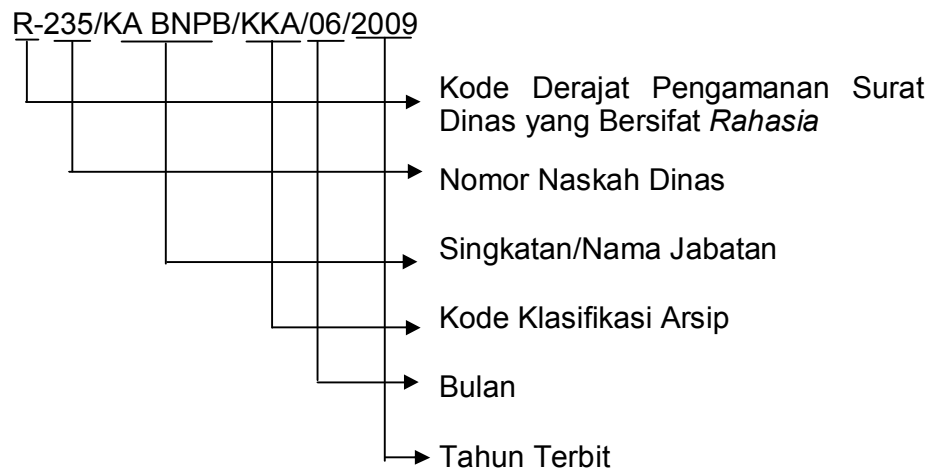 R-235/KA BNPB/KKA/06/2009
Kode Derajat Pengamanan Surat
Dinas yang Bersifat Rahasia
Nomor Naskah Dinas
Singkatan/Nama Jabatan
Kode Klasifikasi Arsip
Bulan
Tahun Terbit